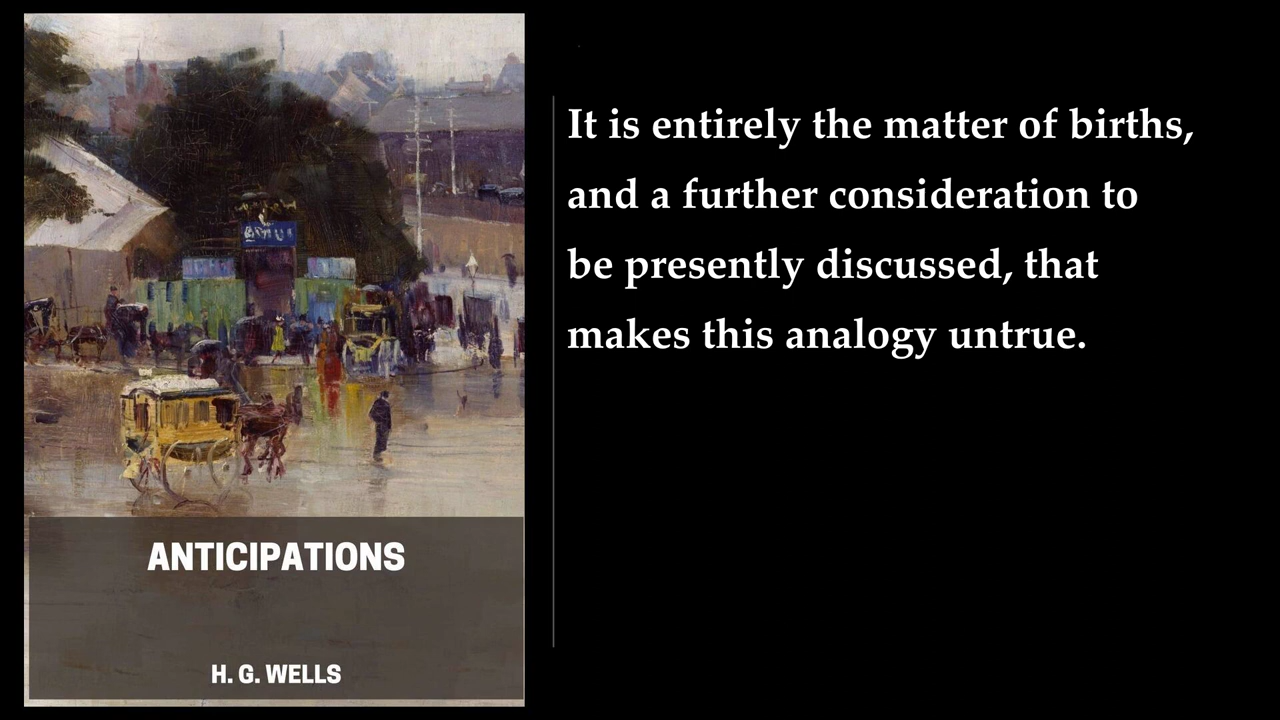 ANTICIPATIONS
H. G. WELLS
It is entirely the matter of births,
and a further consideration to
be presently discussed, that
makes this analogy untrue.